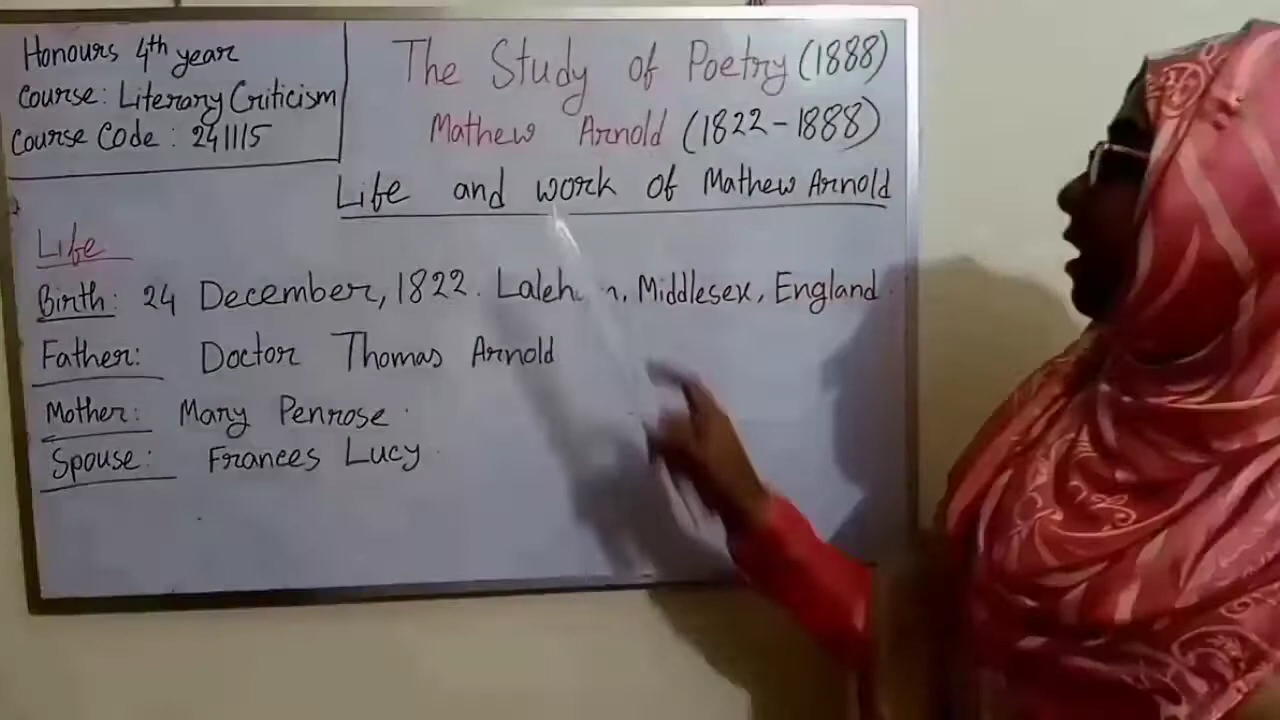 Honours 4th year
Course: Literary Criticism
Course Code : 241115
The Study of Poetry (1888)
Mathew Arnold (1822-1888)
Life and work of Mathew Arnold
Life
Birth: 24 December, 1822. Middlesex, England.
Father: Doctor Thomas Arnold
Mother: Mary Penrose.
Spouse: Frances Lucy.